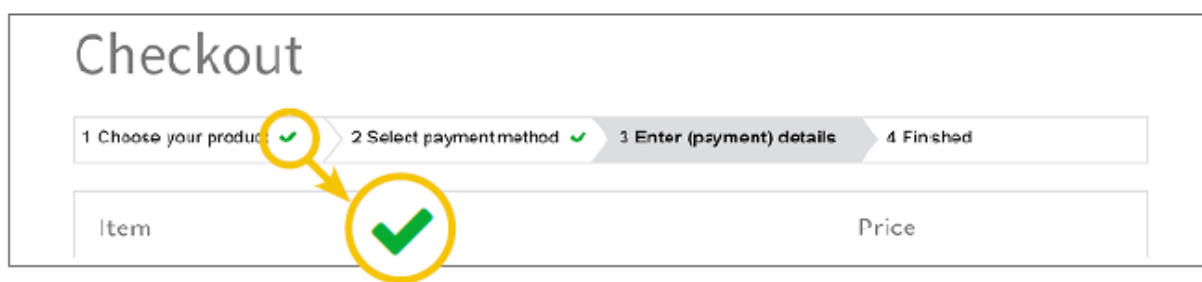 Checkout
1 Choose your product 2 Select payment method 3 Enter (payment) details 4 Finished
Item Price